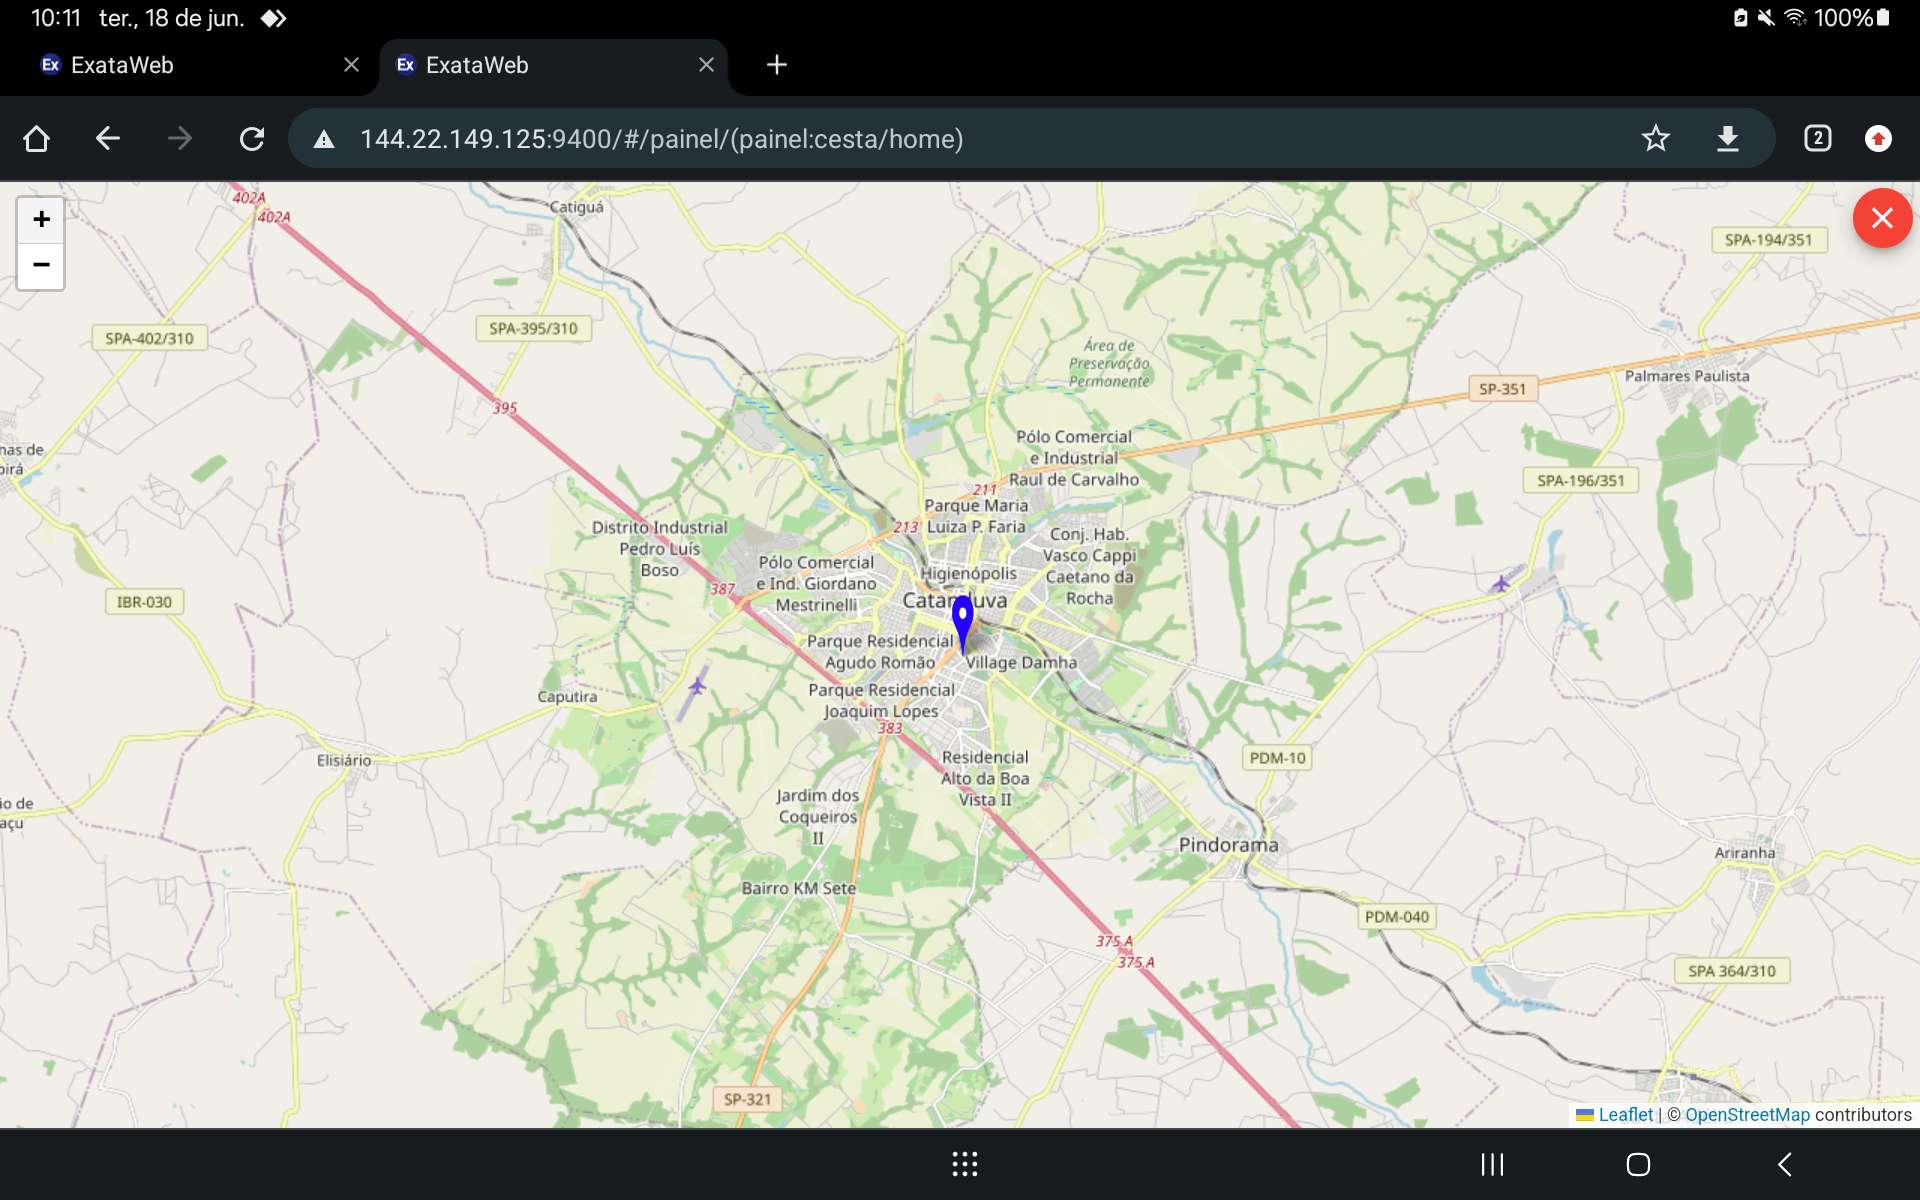 10:11 ter., 18 de jun.
100%
Ex ExataWeb
Ex ExataWeb
144.22.149.125:9400/#/painel/(painel:cesta/home)
2
+
−
402A
402A
Catiguá
SPA-194/351
SPA-402/310
SPA-395/310
Área de
Preservação
Permanente
SP-351
Palmares Paulista
395
nas de
oirá
Pólo Comercial
e Industrial
Raul de Carvalho
SPA-196/351
211
Parque Maria
Luiza P. Faria
213
Distrito Industrial
Pedro Luís
Boso
Conj. Hab.
Vasco Cappi
Caetano da
Rocha
Pólo Comercial
e Ind. Giordano
Mestrinelli
Higienópolis
387
IBR-030
Parque Residencial
Agudo Romão
Village Damha
Parque Residencial
Joaquim Lopes
Caputira
383
Elisiário
Residencial
Alto da Boa
Vista II
PDM-10
io de
açu
Jardim dos
Coqueiros
II
Pindorama
Ariranha
Bairro KM Sete
PDM-040
375 A
375 A
SPA 364/310
SP-321
Leaflet | © OpenStreetMap contributors